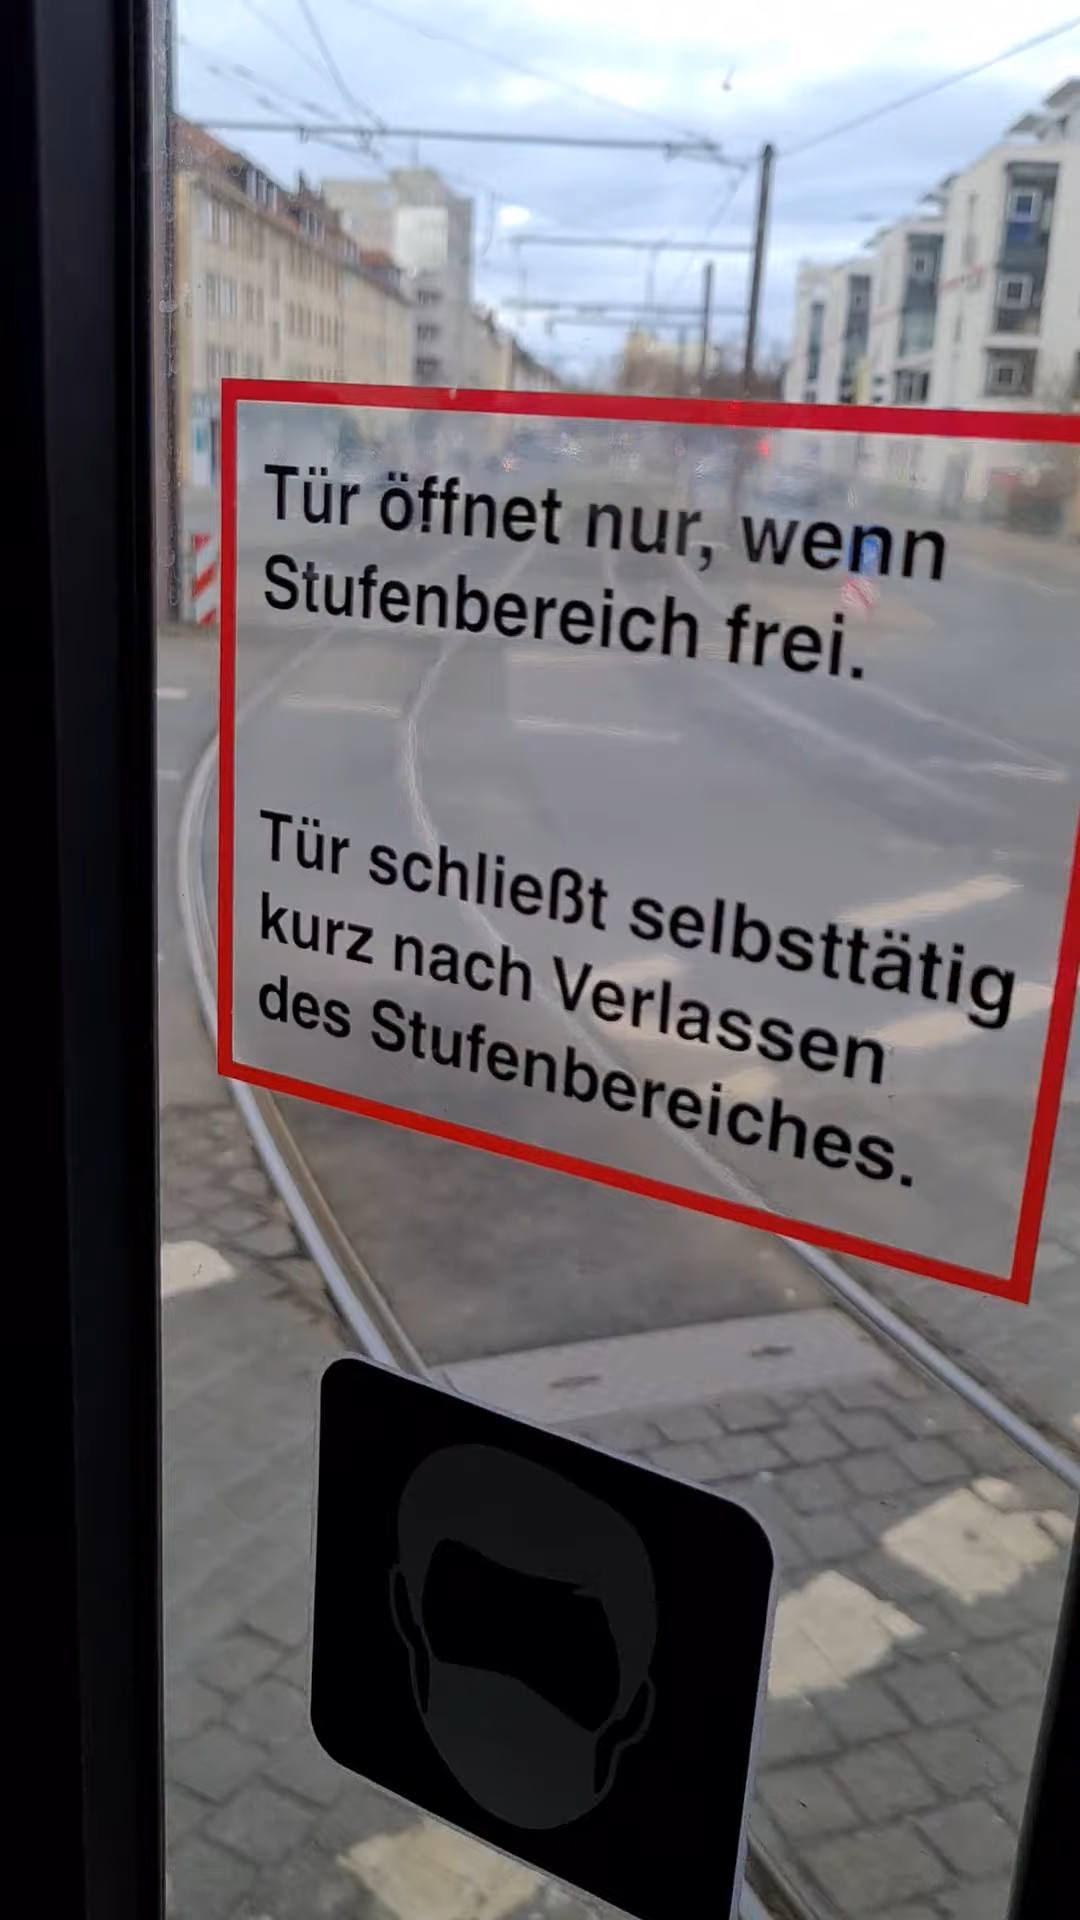 Tür öffnet nur, wenn
Stufenbereich frei.
Tür schließt selbsttätig
kurz nach Verlassen
des Stufenbereiches.